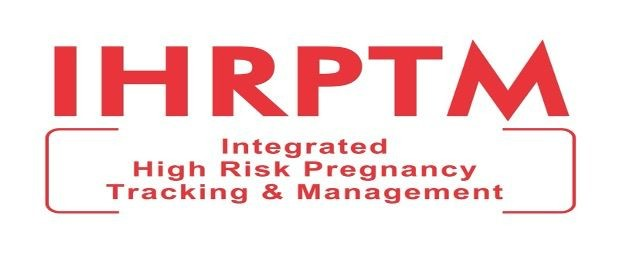 IHRPTM
Integrated
High Risk Pregnancy
Tracking & Management